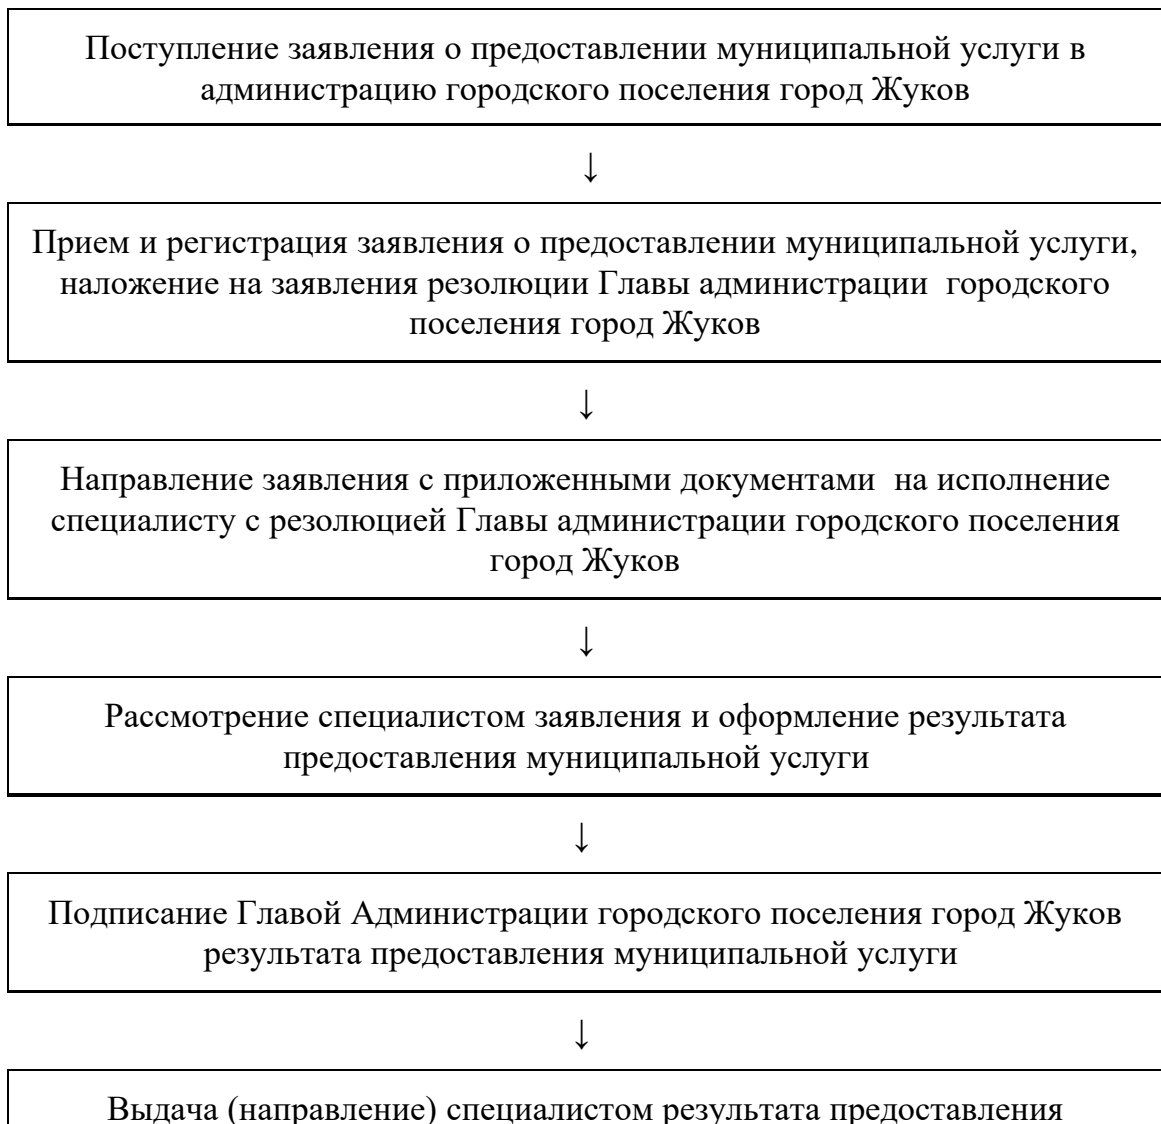 Поступление заявления о предоставлении муниципальной услуги в
администрацию городского поселения город Жуков
↓
Прием и регистрация заявления о предоставлении муниципальной услуги,
наложение на заявления резолюции Главы администрации  городского
поселения город Жуков
↓
Направление заявления с приложенными документами  на исполнение
специалисту с резолюцией Главы администрации городского поселения
город Жуков
↓
Рассмотрение специалистом заявления и оформление результата
предоставления муниципальной услуги
↓
Подписание Главой Администрации городского поселения город Жуков
результата предоставления муниципальной услуги
↓
Выдача (направление) специалистом результата предоставления